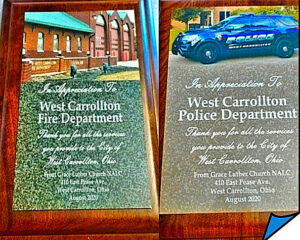 In Appreciation To
West Carrollton
Fire Department
Thank you for all the services
you provide to the City of
West Carrollton, Ohio
From Grace Luther Church NALC
410 East Pease Ave.
West Carrollton, Ohio
August 2020
POLICE
WEST CARROLLTON
In Appreciation To
West Carrollton
Police Department
Thank you for all the services
you provide to the City of
West Carrollton, Ohio
From Grace Luther Church NALC
410 East Pease Ave.
West Carrollton, Ohio
August 2020